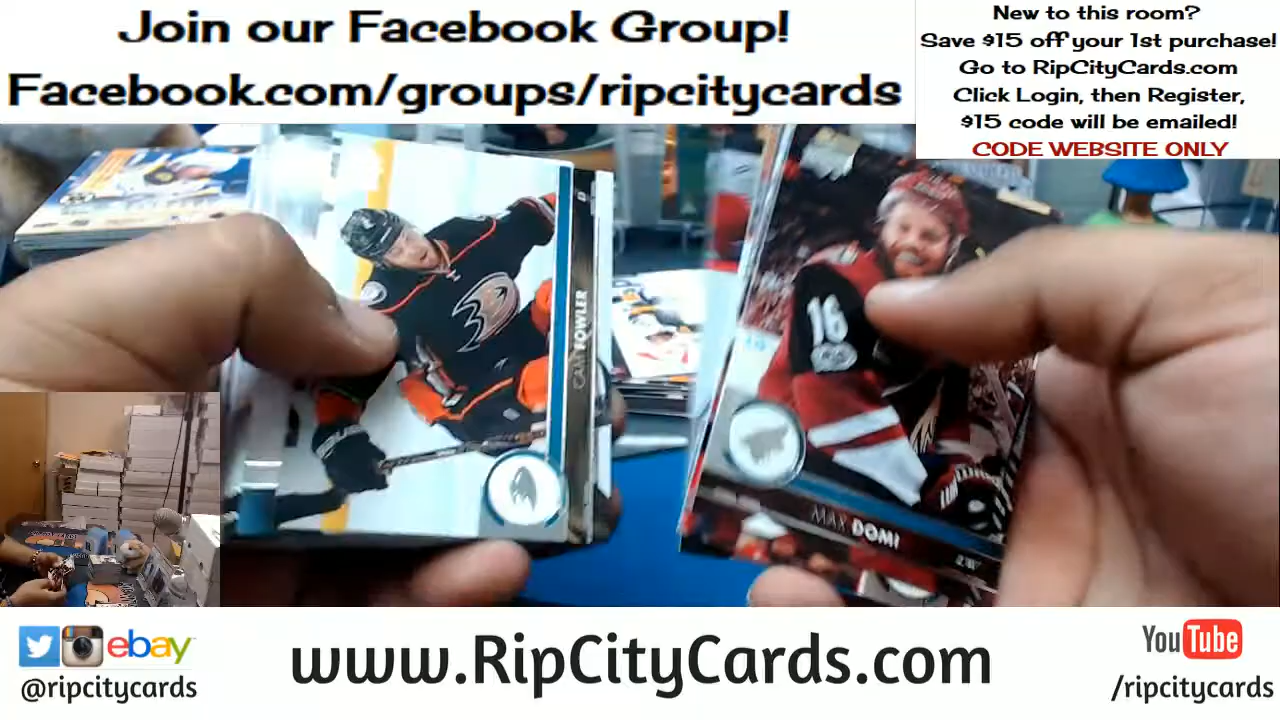 Join our Facebook Group!
Facebook.com/groups/ripcitycards
New to this room?
Save $15 off your 1st purchase!
Go to RipCityCards.com
Click Login, then Register,
$15 code will be emailed!
CODE WEBSITE ONLY
CAM FOWLER
D
16
MAX DOMI
ebay
@ripcitycards
www.RipCityCards.com
YouTube
/ripcitycards